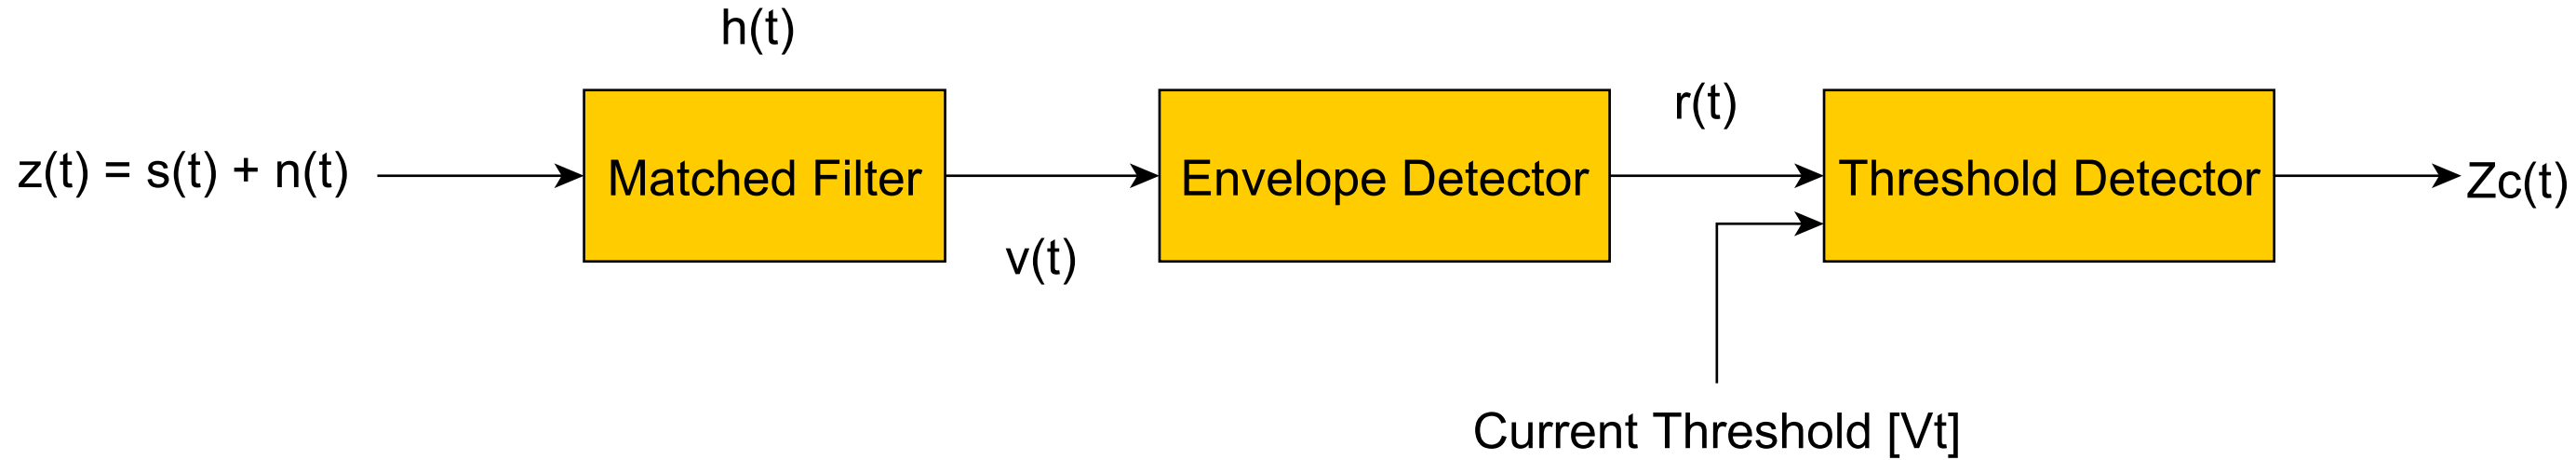 h(t)
z(t) = s(t) + n(t)
Matched Filter
v(t)
Envelope Detector
r(t)
Threshold Detector
Zc(t)
Current Threshold [Vt]